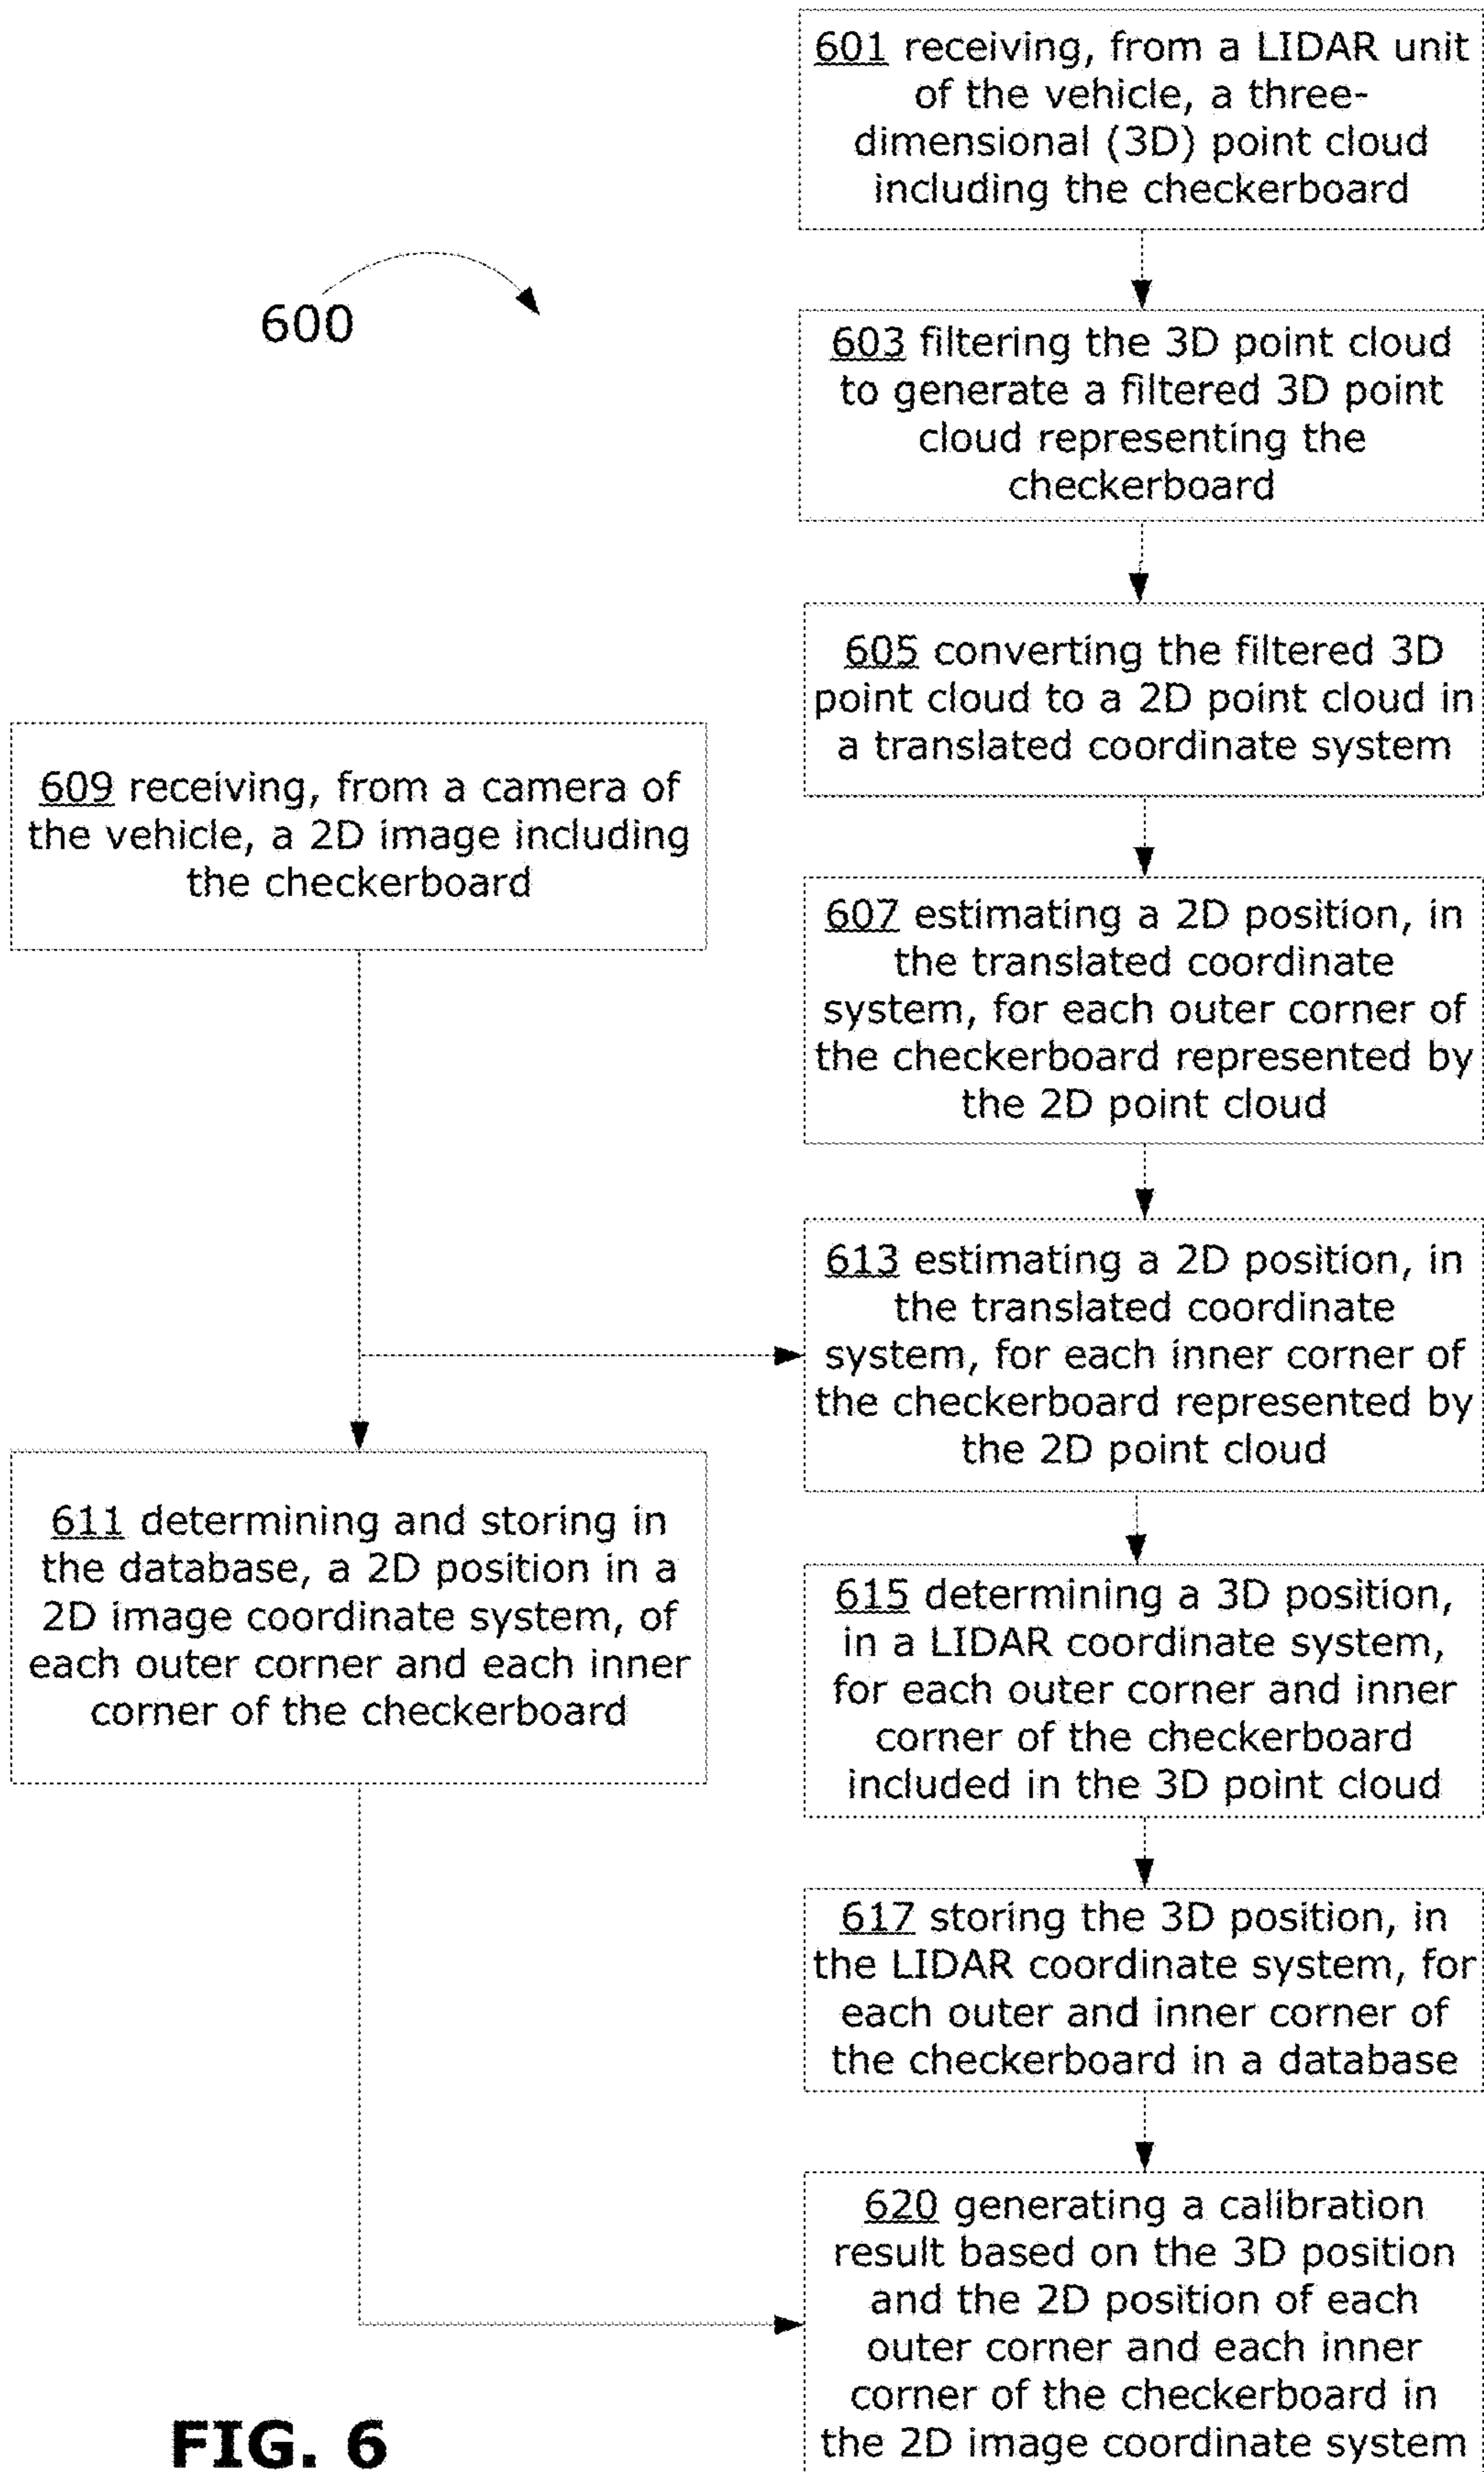 601 receiving, from a LIDAR unit
of the vehicle, a three-
dimensional (3D) point cloud
including the checkerboard
600
603 filtering the 3D point cloud
to generate a filtered 3D point
cloud representing the
checkerboard
605 converting the filtered 3D
point cloud to a 2D point cloud in
a translated coordinate system
609 receiving, from a camera of
the vehicle, a 2D image including
the checkerboard
607 estimating a 2D position, in
the translated coordinate
system, for each outer corner of
the checkerboard represented by
the 2D point cloud
613 estimating a 2D position, in
the translated coordinate
system, for each inner corner of
the checkerboard represented by
the 2D point cloud
611 determining and storing in
the database, a 2D position in a
2D image coordinate system, of
each outer corner and each inner
corner of the checkerboard
615 determining a 3D position,
in a LIDAR coordinate system,
for each outer corner and inner
corner of the checkerboard
included in the 3D point cloud
617 storing the 3D position, in
the LIDAR coordinate system, for
each outer and inner corner of
the checkerboard in a database
620 generating a calibration
result based on the 3D position
and the 2D position of each
outer corner and each inner
corner of the checkerboard in
the 2D image coordinate system
FIG. 6